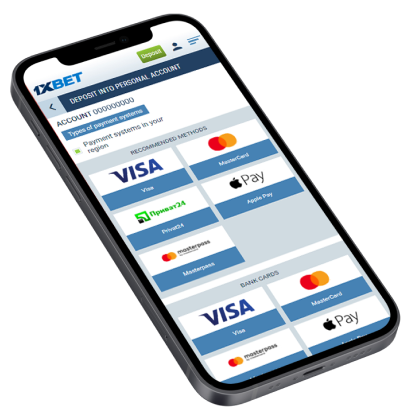 1XBET
Deposit
DEPOSIT INTO PERSONAL ACCOUNT
ACCOUNT 000000000
Types of payment systems
Payment systems in your
region
RECOMMENDED METHODS
VISA
Visa
MasterCard
Приват24
Privat24
Pay
Apple Pay
masterpass
Masterpass
BANK CARDS
VISA
Visa
MasterCard
masterpass
Pay